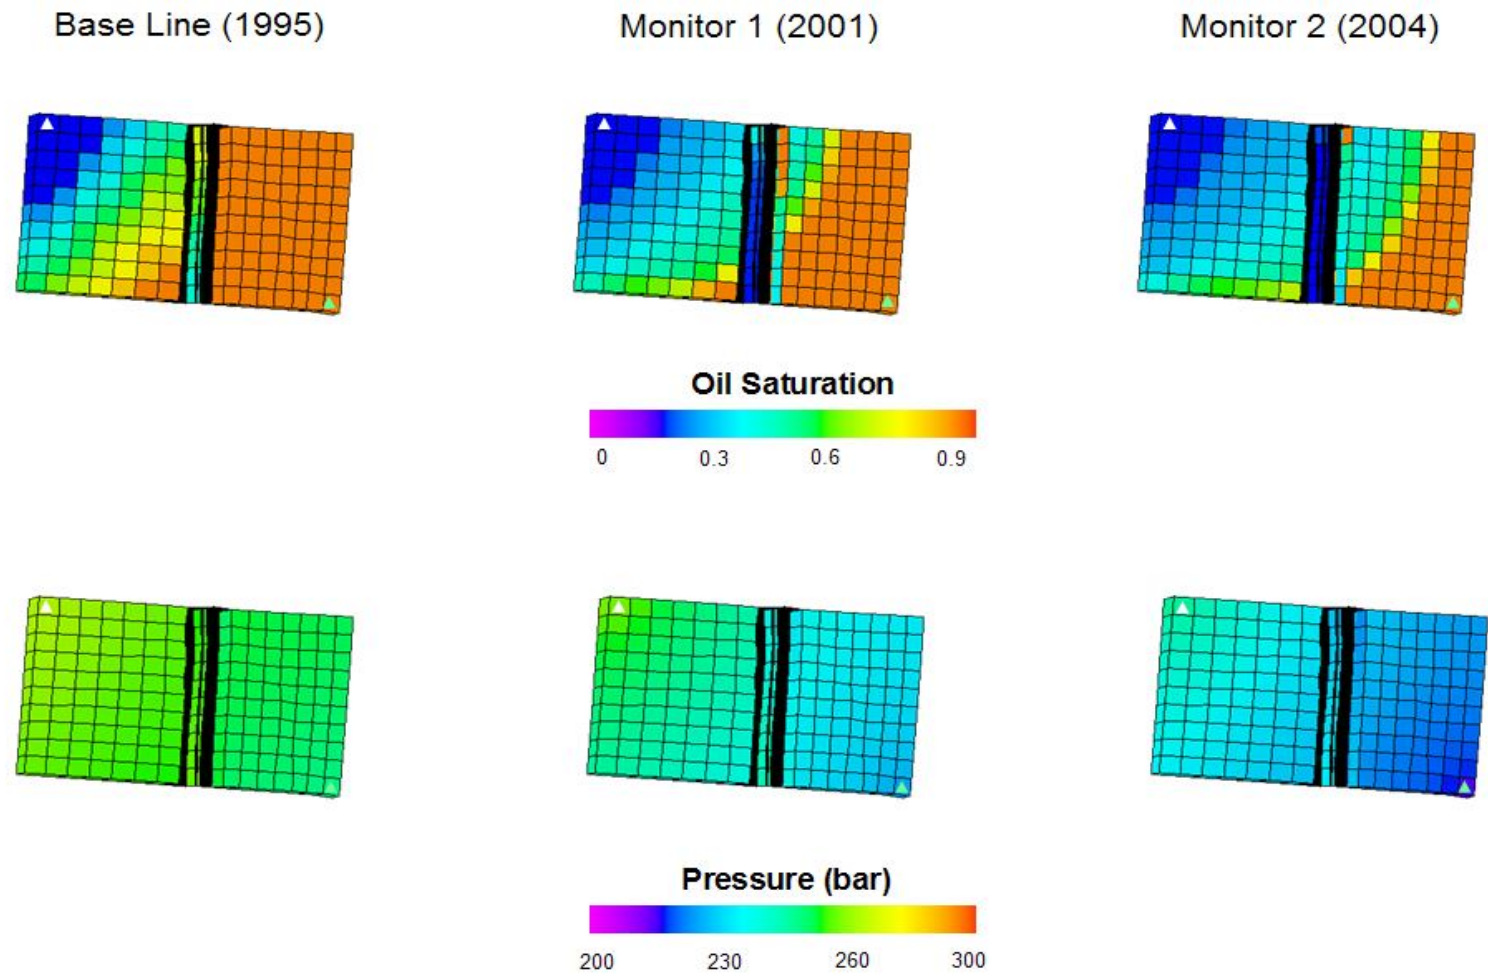 Base Line (1995) Monitor 1 (2001) Monitor 2 (2004)
Oil Saturation
0 0.3 0.6 0.9
Pressure (bar)
200 230 260 300